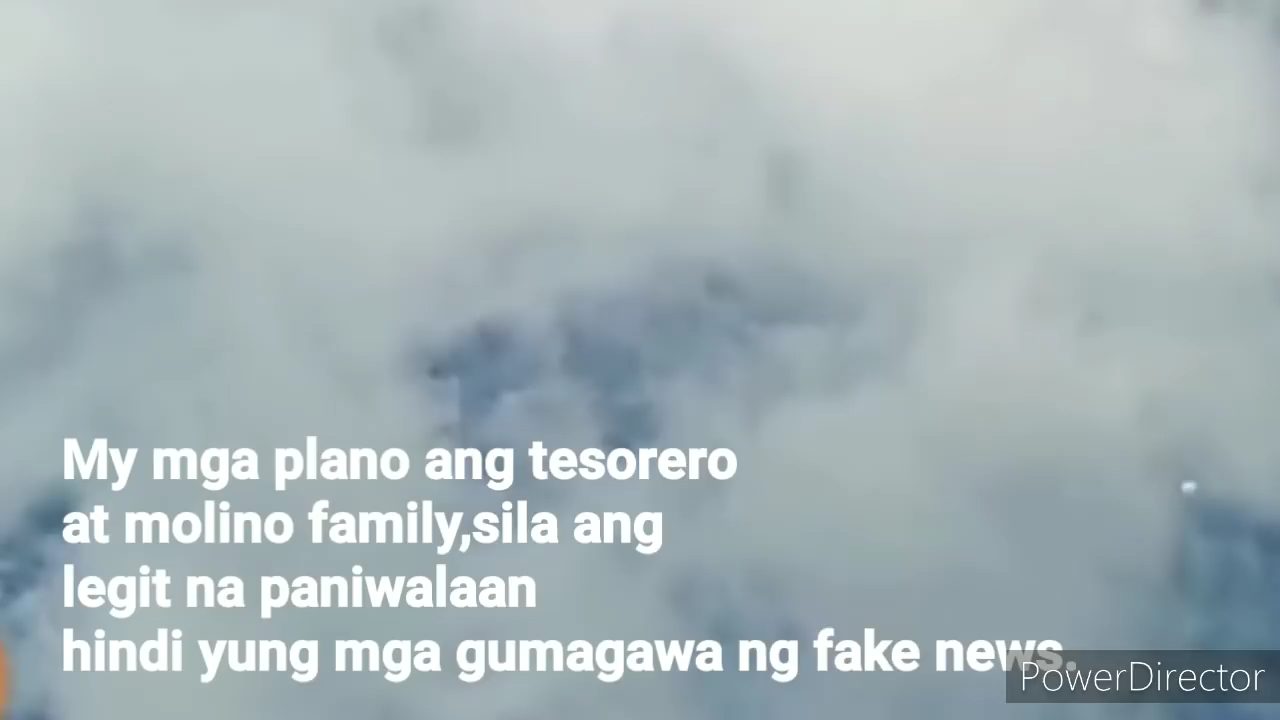 My mga plano ang tesorero
at molino family,sila ang
legit na paniwalaan
hindi yung mga gumagawa ng fake news.
PowerDirector